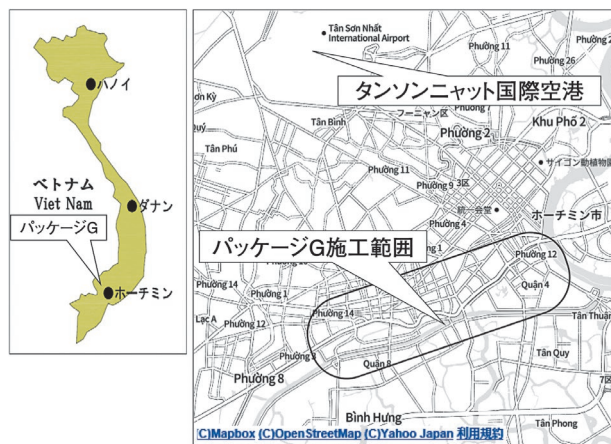 ハノイ
ベトナム
Viet Nam
ダナン
パッケージG
ホーチミン
Tân Sơn Nhất
International Airport
Phường 11
Phường 26
タンソンニャット国際空港
フーニャン区
Phường 2
Khu Phố 2
Tân Bình
Tân Phú
サイゴン動植物園
Phường 11
Phường 9
3区
統一会堂
ホーチミン市
Phường 4
パッケージG施工範囲
Phường 12
Phường 14
Phường 1
Phường 14
Quận 4
Lạc A
Phường 12
Tân Thuận
Phường 8
Quận 8
Tân Quy
7区
Bình Hưng
Tân Phong
(C)Mapbox (C)OpenStreetMap (C)Yahoo Japan 利用規約